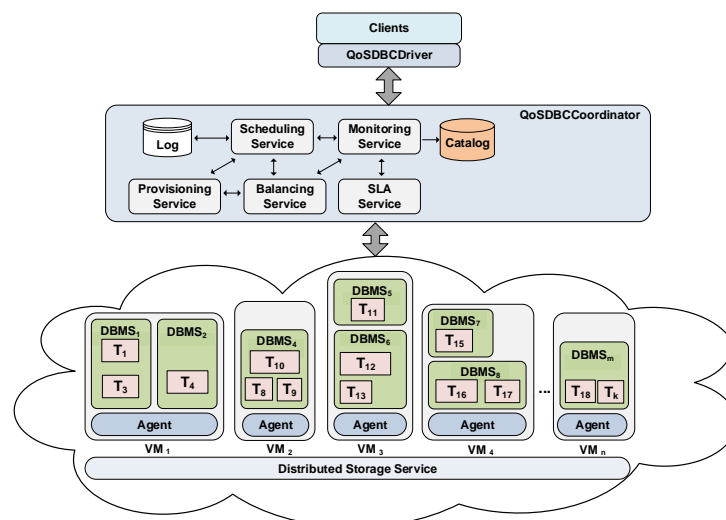 Clients
QoSDBCDriver
QoSDBCCoordinator
Log
Scheduling
Service
Monitoring
Service
Catalog
Provisioning
Service
Balancing
Service
SLA
Service
DBMS₁
T₁
T₃
DBMS₂
T₄
Agent
VM ₁
DBMS₄
T₁₀
T₈
T₉
Agent
VM ₂
DBMS₅
T₁₁
DBMS₆
T₁₂
T₁₃
Agent
VM ₃
DBMS₇
T₁₅
DBMS₈
T₁₆
T₁₇
Agent
VM ₄
...
DBMSₘ
T₁₈
Tₖ
Agent
VM ₙ
Distributed Storage Service